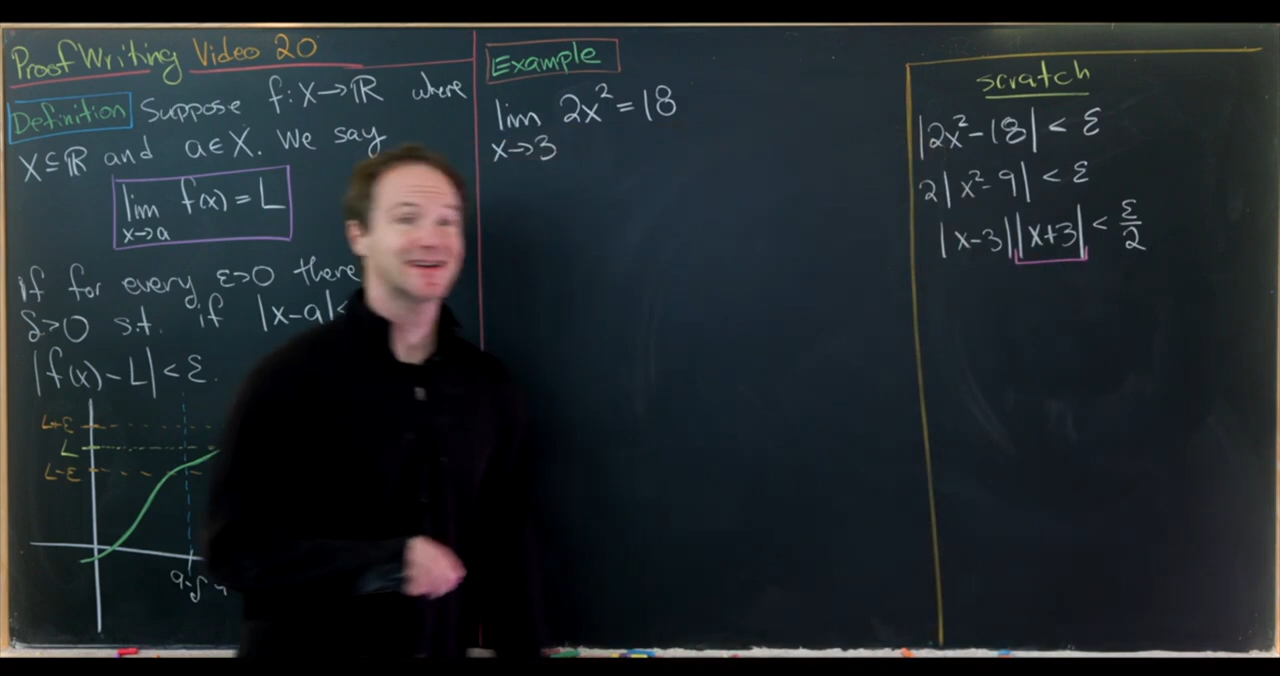 Proof Writing Video 20
Definition Suppose f: X→ℝ where
X⊆ℝ and a∈X. We say
lim f(x) = L
x→a
if for every ε>0 there
δ>0 s.t. if |x-a|<
|f(x)-L|<ε.
L+ε
L
L-ε
a-δ
Example
lim 2x² = 18
x→3
scratch
|2x²-18| < ε
2|x²-9| < ε
|x-3||x+3| < ε/2